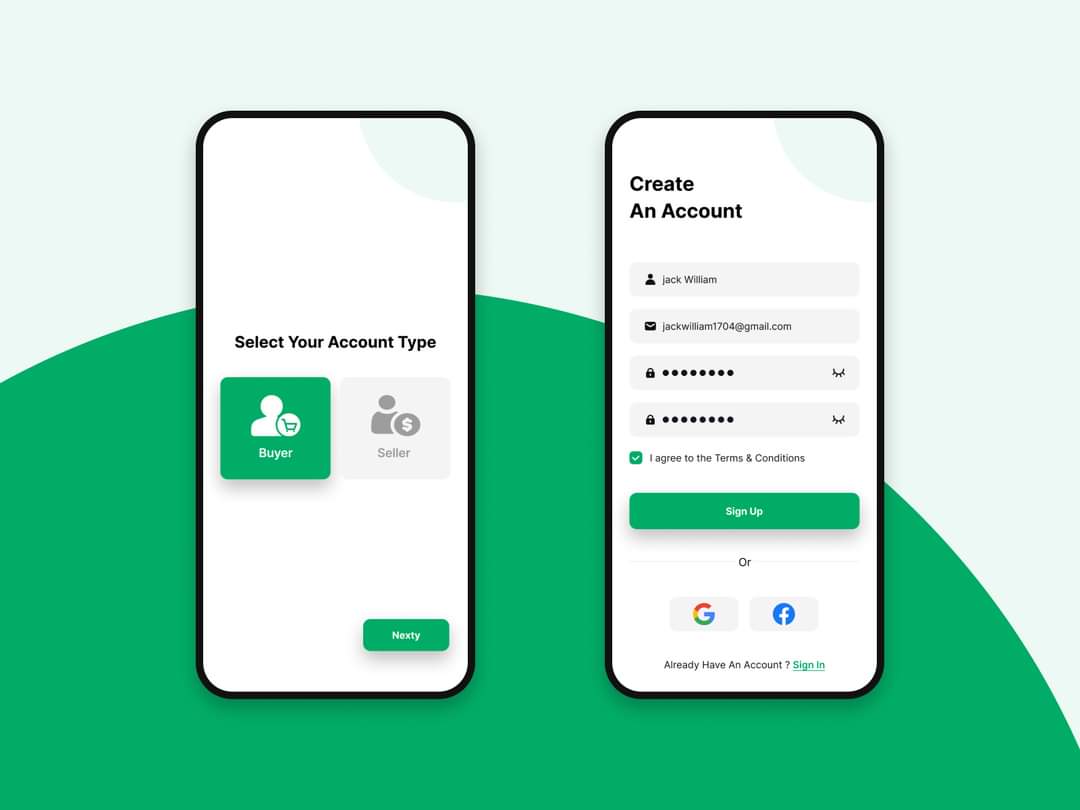 Select Your Account Type
Buyer
Seller
Nexty
Create
An Account
jack William
jackwilliam1704@gmail.com
●●●●●●●●
●●●●●●●●
I agree to the Terms & Conditions
Sign Up
Or
Already Have An Account ? Sign In